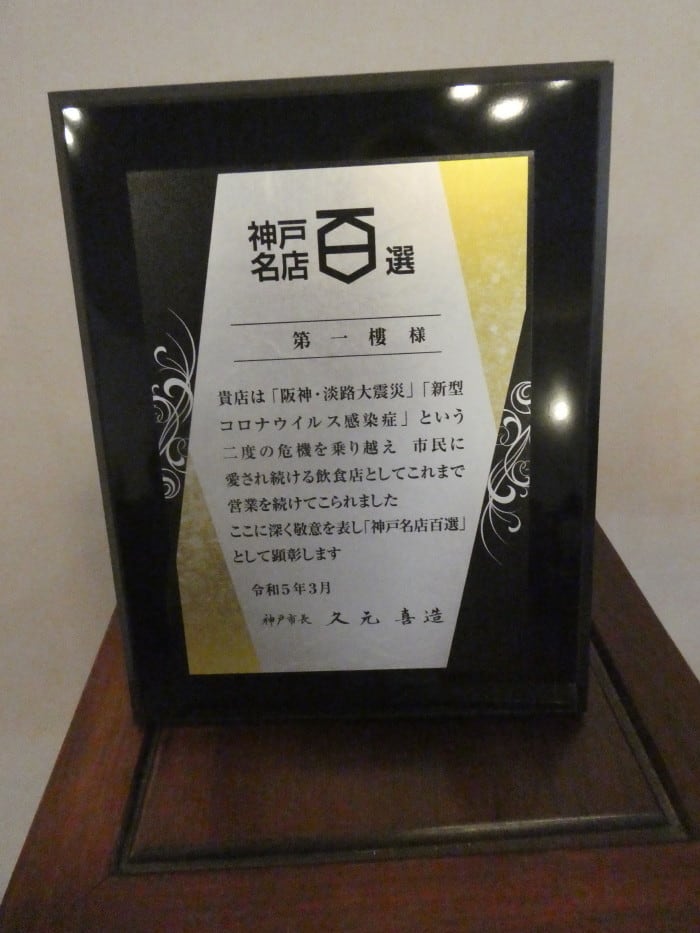 神戸
名店百選
第一樓様
貴店は「阪神・淡路大震災」「新型
コロナウイルス感染症」という
二度の危機を乗り越え　市民に
愛され続ける飲食店としてこれまで
営業を続けてこられました
ここに深く敬意を表し「神戸名店百選」
として顕彰します
令和5年3月
神戸市長　久元喜造